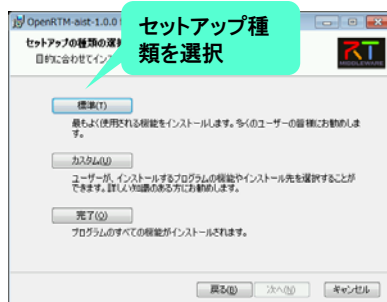 OpenRTM-aist-1.0.0
セットアップ種
類を選択
セットアップの種類の選
目的に合わせてイン
RT
MIDDLEWARE
標準(T)
最もよく使用される機能をインストールします。多くのユーザーの皆様にお勧めしま
す。
カスタム(U)
ユーザーが、インストールするプログラムの機能やインストール先を選択することが
できます。詳しい知識のある方にお勧めします。
完了(O)
プログラムのすべての機能がインストールされます。
戻る(B)
次へ(N)
キャンセル